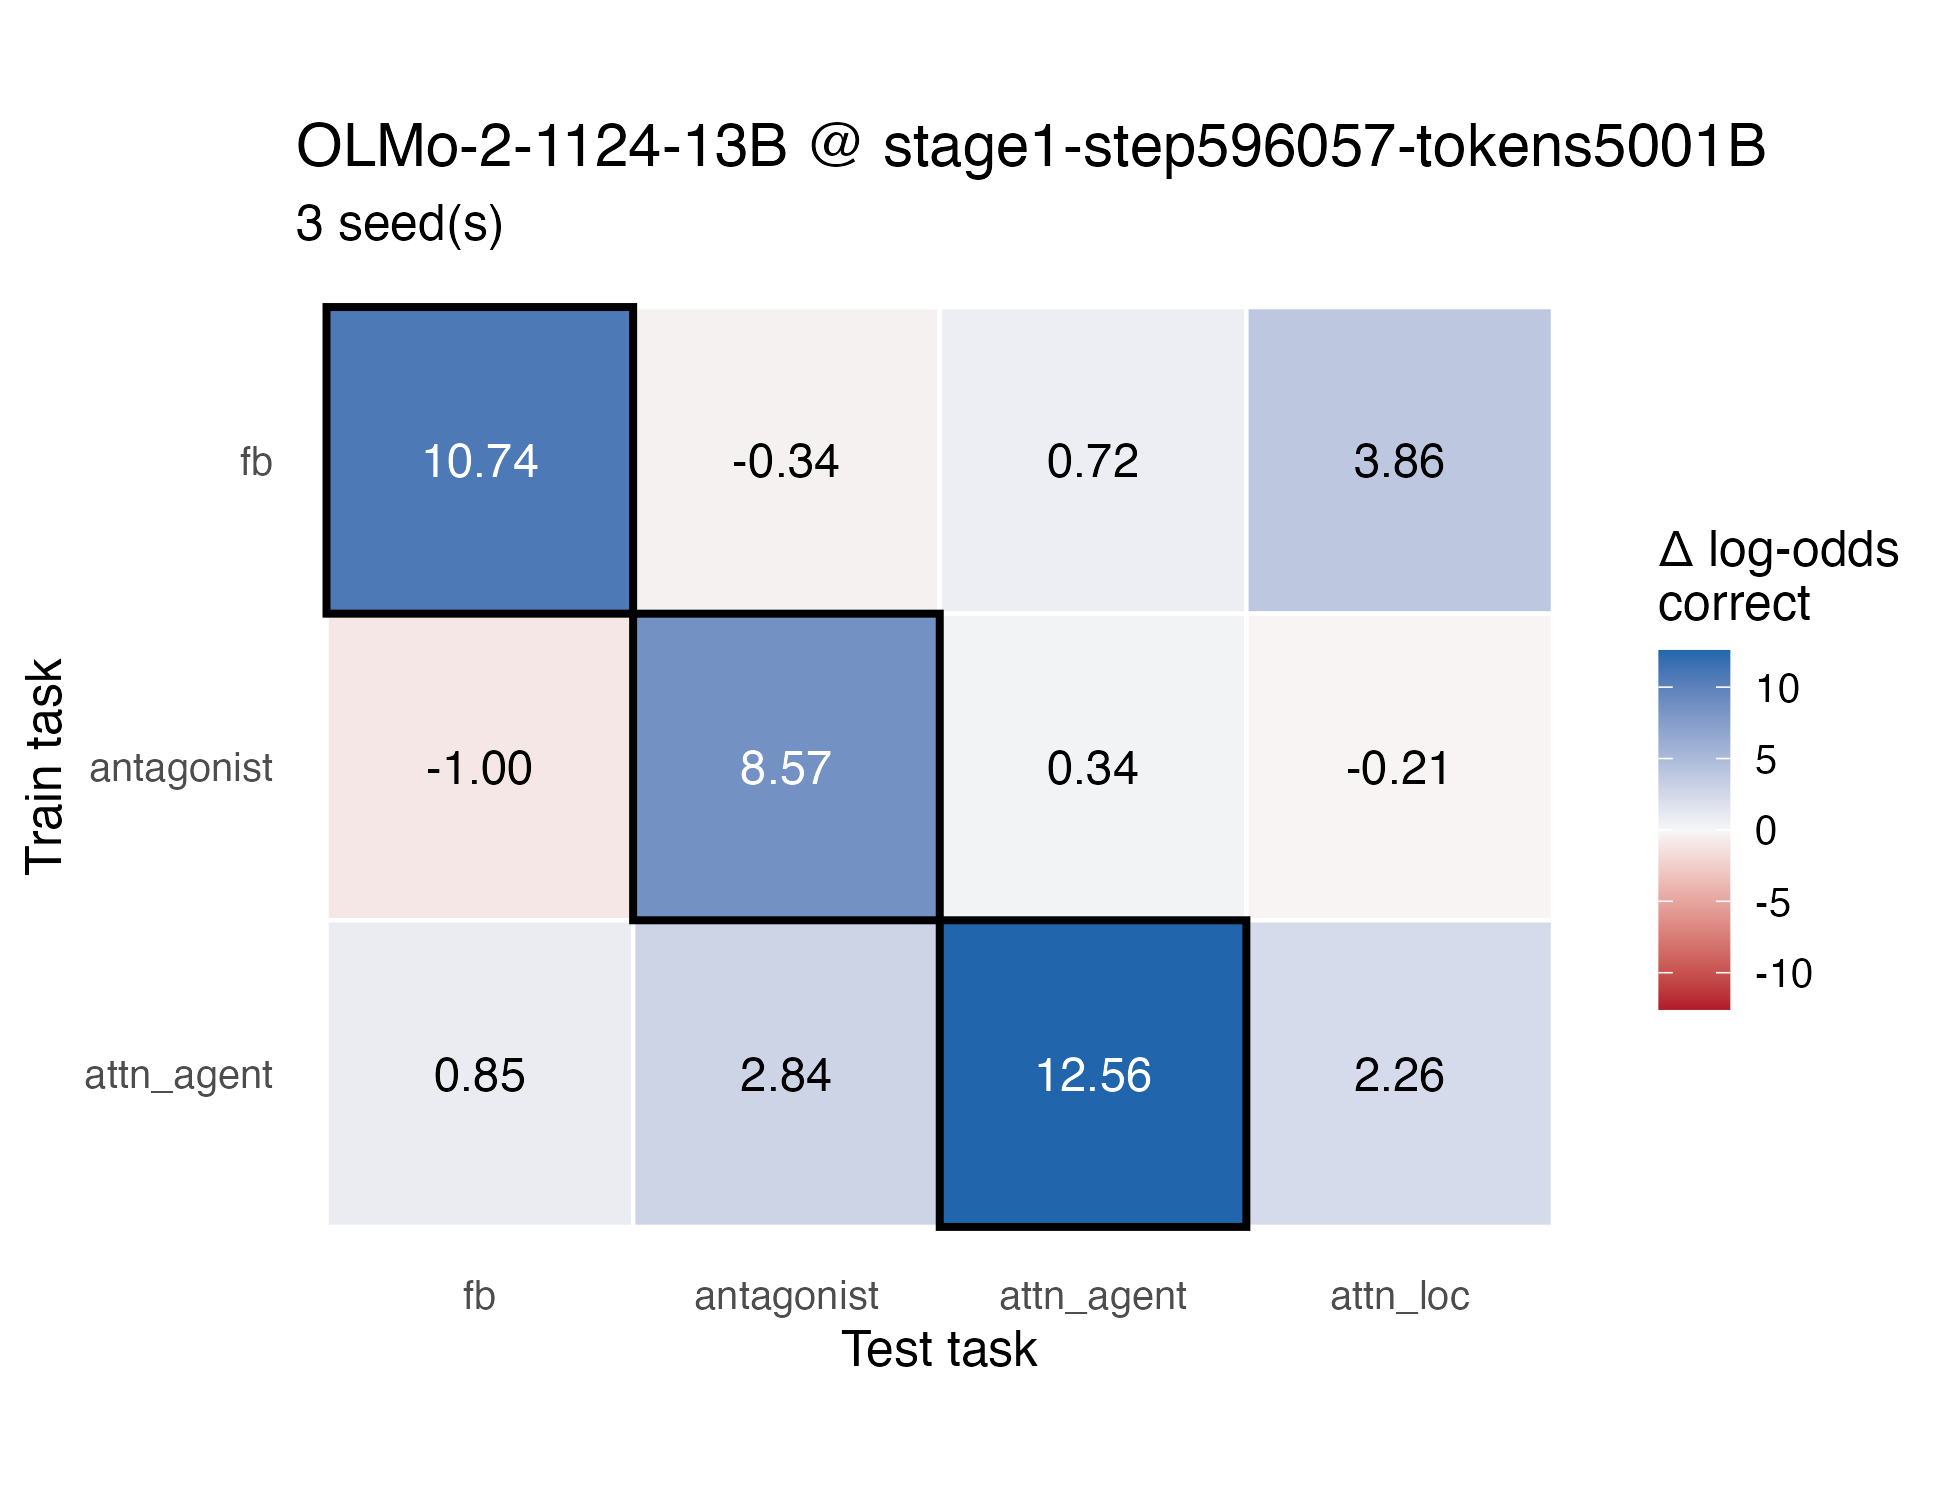 OLMo-2-1124-13B @ stage1-step596057-tokens5001B
3 seed(s)
Train task
fb
10.74
-0.34
0.72
3.86
antagonist
-1.00
8.57
0.34
-0.21
attn_agent
0.85
2.84
12.56
2.26
fb
antagonist
attn_agent
attn_loc
Test task
Δ log-odds
correct
10
5
0
-5
-10